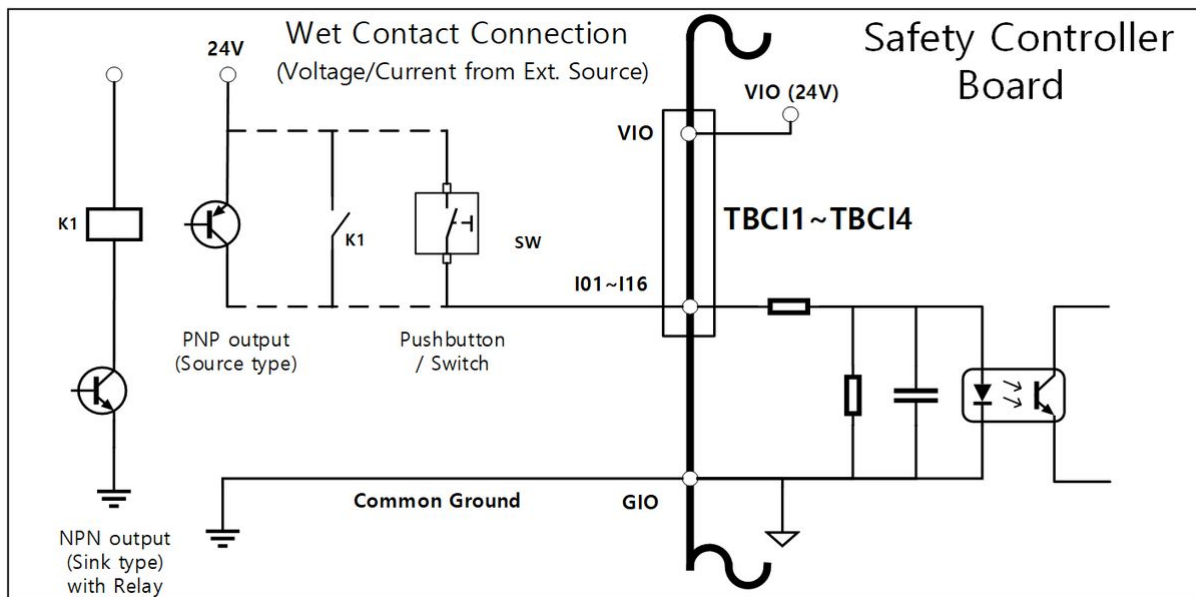 Wet Contact Connection
(Voltage/Current from Ext. Source)
Safety Controller
Board
24V
VIO (24V)
VIO
TBCI1~TBCI4
K1
K1
SW
I01~I16
PNP output
(Source type)
Pushbutton
/ Switch
Common Ground
GIO
NPN output
(Sink type)
with Relay